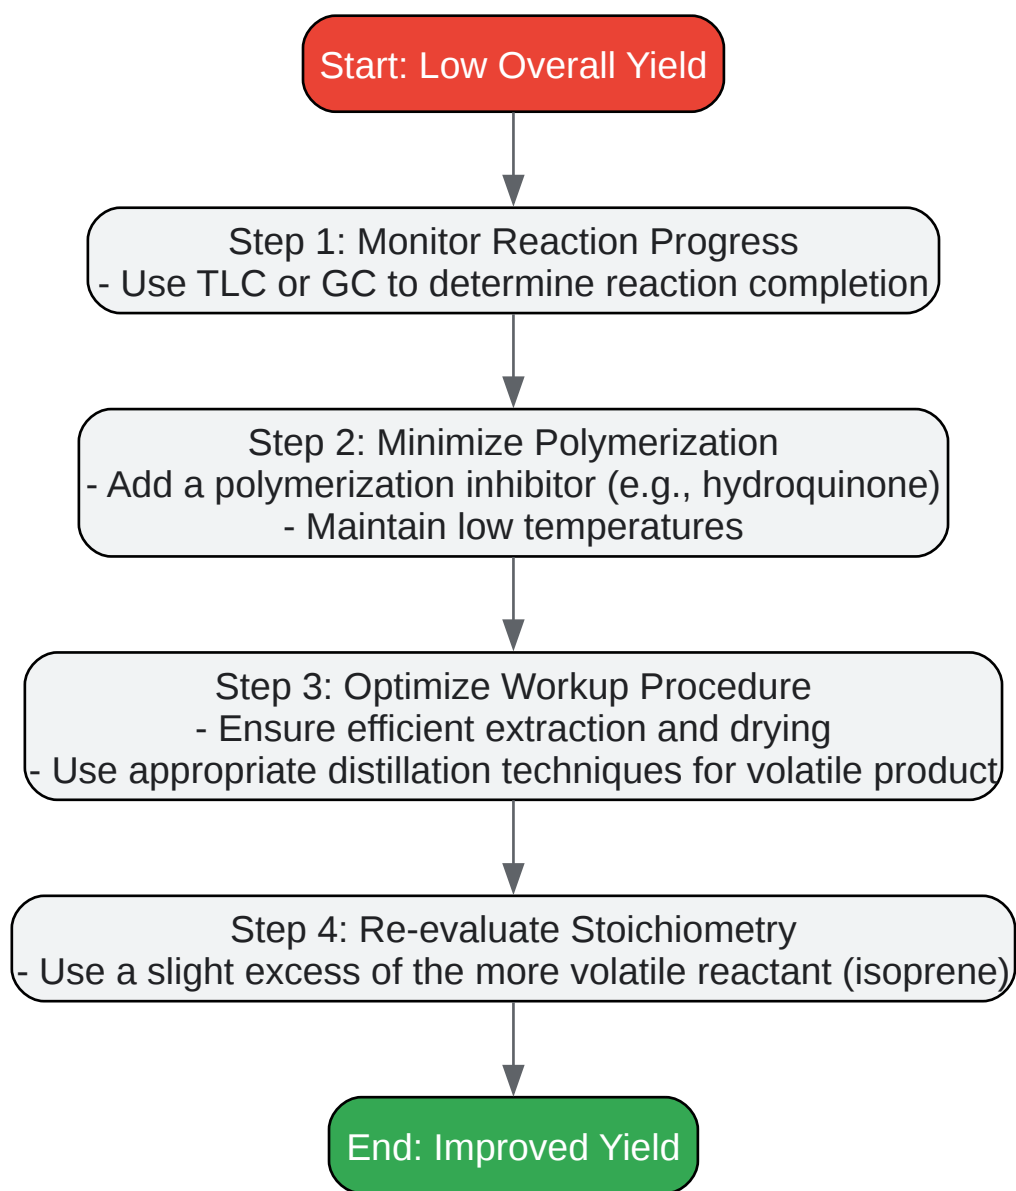 Start: Low Overall Yield
Step 1: Monitor Reaction Progress
- Use TLC or GC to determine reaction completion
Step 2: Minimize Polymerization
- Add a polymerization inhibitor (e.g., hydroquinone)
- Maintain low temperatures
Step 3: Optimize Workup Procedure
- Ensure efficient extraction and drying
- Use appropriate distillation techniques for volatile product
Step 4: Re-evaluate Stoichiometry
- Use a slight excess of the more volatile reactant (isoprene)
End: Improved Yield